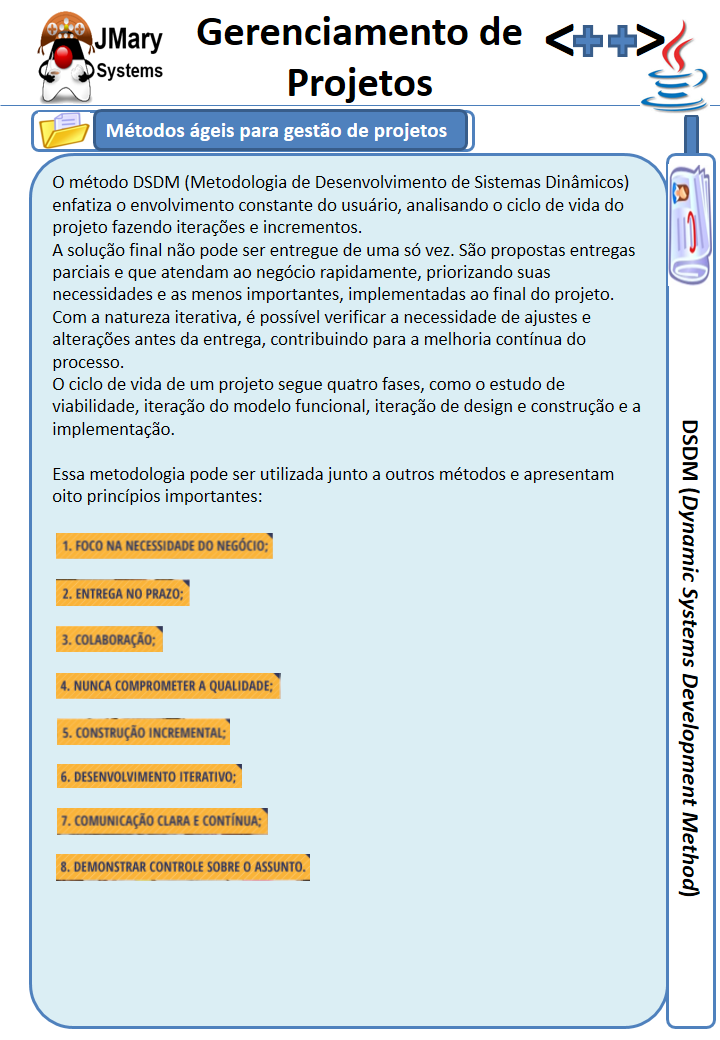 JMary
Systems
Gerenciamento de
Projetos
<++>
Métodos ágeis para gestão de projetos
O método DSDM (Metodologia de Desenvolvimento de Sistemas Dinâmicos)
enfatiza o envolvimento constante do usuário, analisando o ciclo de vida do
projeto fazendo iterações e incrementos.
A solução final não pode ser entregue de uma só vez. São propostas entregas
parciais e que atendam ao negócio rapidamente, priorizando suas
necessidades e as menos importantes, implementadas ao final do projeto.
Com a natureza iterativa, é possível verificar a necessidade de ajustes e
alterações antes da entrega, contribuindo para a melhoria contínua do
processo.
O ciclo de vida de um projeto segue quatro fases, como o estudo de
viabilidade, iteração do modelo funcional, iteração de design e construção e a
implementação.
Essa metodologia pode ser utilizada junto a outros métodos e apresentam
oito princípios importantes:
1. FOCO NA NECESSIDADE DO NEGÓCIO;
2. ENTREGA NO PRAZO;
3. COLABORAÇÃO;
4. NUNCA COMPROMETER A QUALIDADE;
5. CONSTRUÇÃO INCREMENTAL;
6. DESENVOLVIMENTO ITERATIVO;
7. COMUNICAÇÃO CLARA E CONTÍNUA;
8. DEMONSTRAR CONTROLE SOBRE O ASSUNTO.
DSDM (Dynamic Systems Development Method)